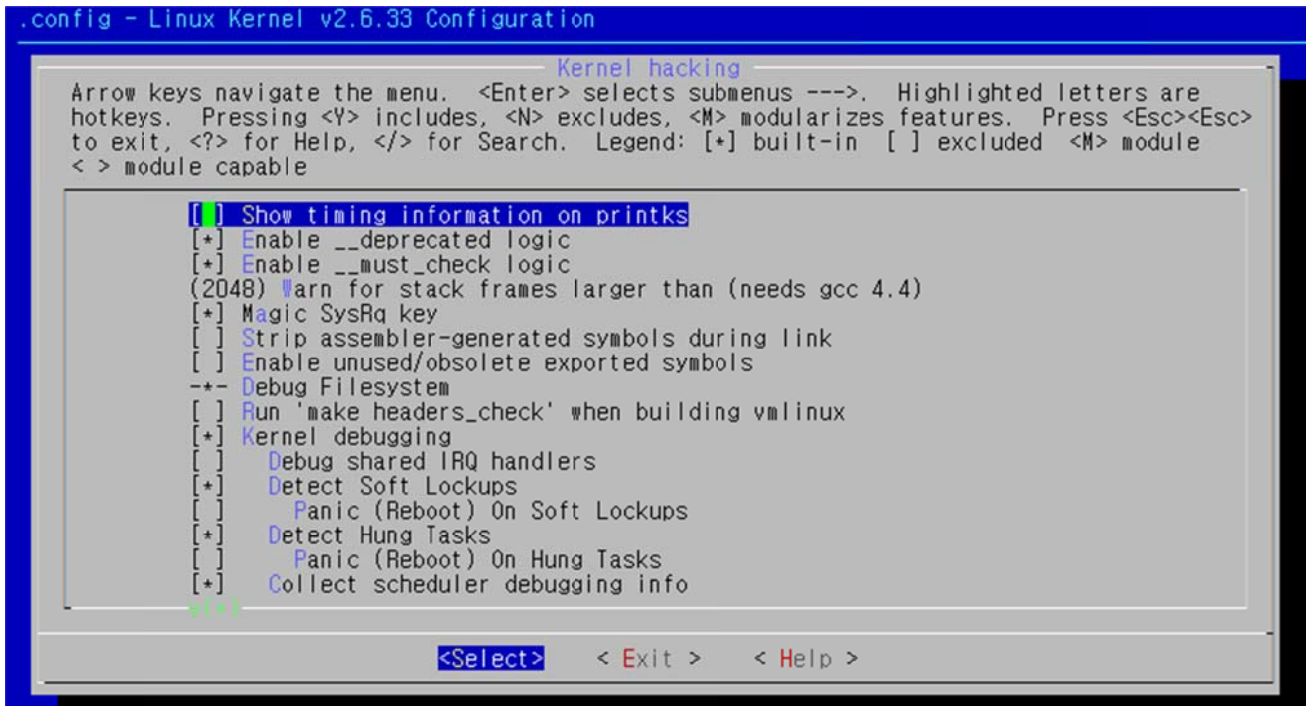 .config - Linux Kernel v2.6.33 Configuration
Kernel hacking
Arrow keys navigate the menu.  <Enter> selects submenus --->.  Highlighted letters are
hotkeys.  Pressing <Y> includes, <N> excludes, <M> modularizes features.  Press <Esc><Esc>
to exit, <?> for Help, </> for Search.  Legend: [*] built-in  [ ] excluded  <M> module
< > module capable
[ ] Show timing information on printks
[*] Enable __deprecated logic
[*] Enable __must_check logic
(2048) Warn for stack frames larger than (needs gcc 4.4)
[*] Magic SysRq key
[ ] Strip assembler-generated symbols during link
[ ] Enable unused/obsolete exported symbols
-*- Debug Filesystem
[ ] Run 'make headers_check' when building vmlinux
[*] Kernel debugging
[ ]   Debug shared IRQ handlers
[*]   Detect Soft Lockups
[ ]     Panic (Reboot) On Soft Lockups
[*]   Detect Hung Tasks
[ ]     Panic (Reboot) On Hung Tasks
[*]   Collect scheduler debugging info
<Select>    < Exit >    < Help >